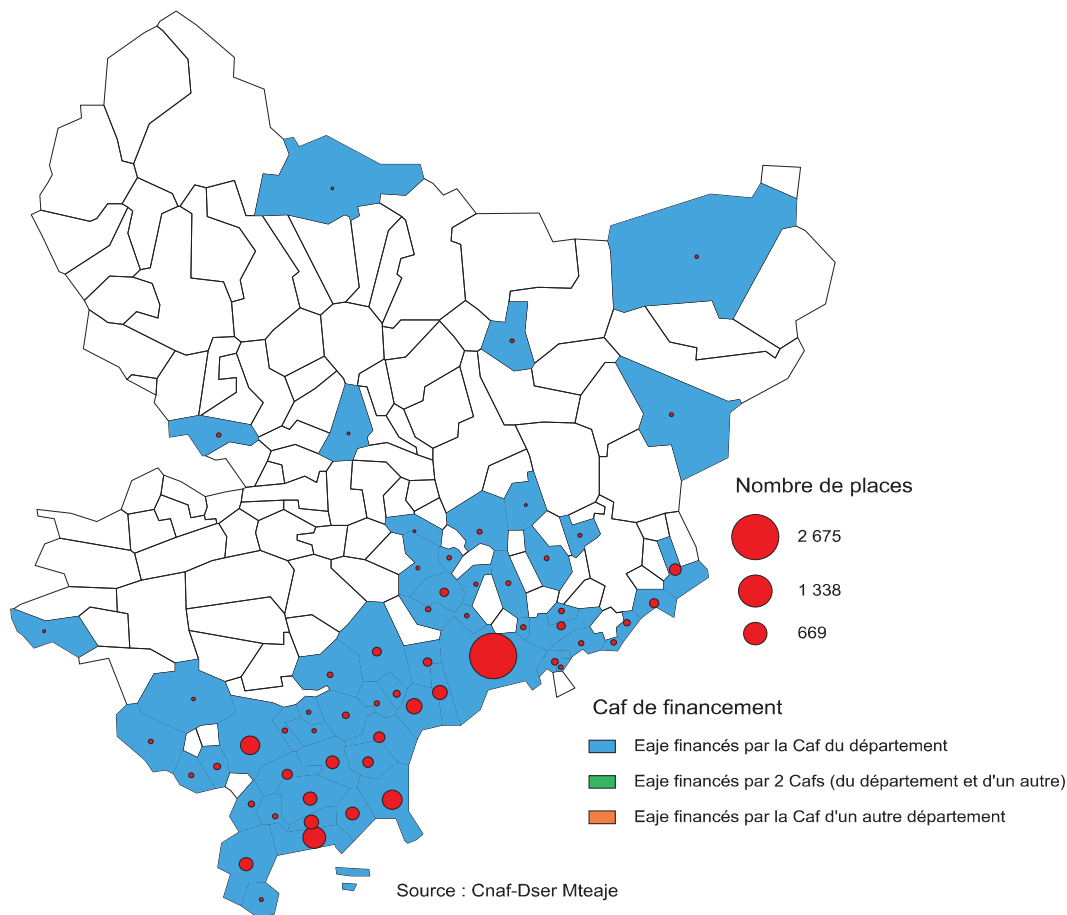 Nombre de places
2 675
1 338
669
Caf de financement
Eaje financés par la Caf du département
Eaje financés par 2 Cafs (du département et d'un autre)
Eaje financés par la Caf d'un autre département
Source : Cnaf-Dser Mteaje